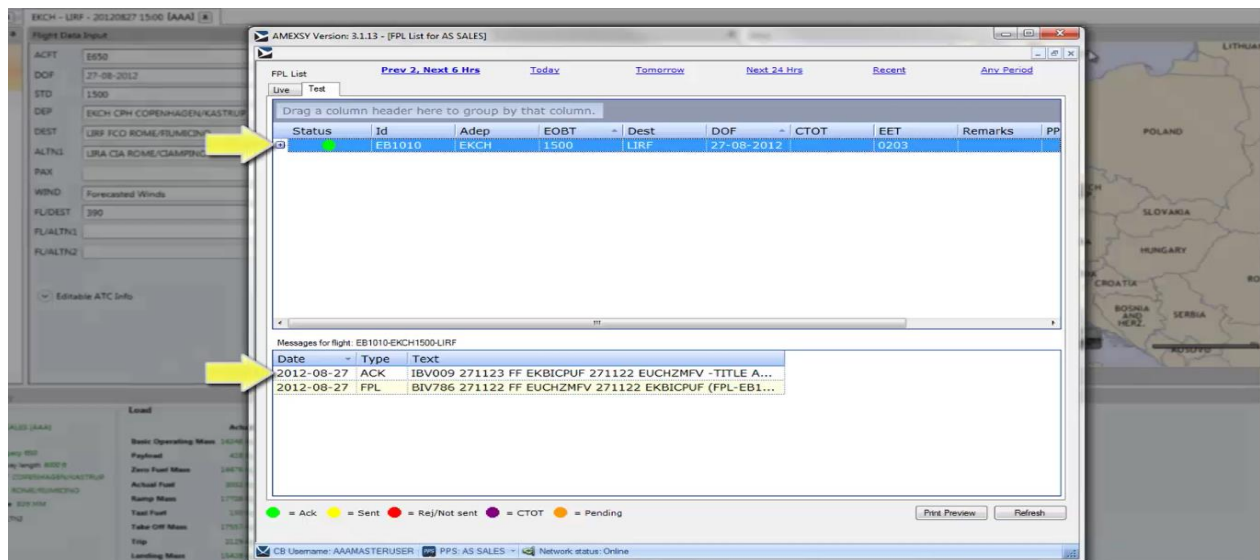 EKCH - LIRF - 20120827 15:00 [AAA]
Flight Data Input
ACFT E650
DOF 27-08-2012
STD 1500
DEP EKCH CPH COPENHAGEN/KASTRUP
DEST LIRF FCO ROME/FIUMICINO
ALTN1 LIRA CIA ROME/CIAMPINO
PAX
WIND Forecasted Winds
FL/DEST 390
FL/ALTN1
FL/ALTN2
Editable ATC Info
AMEXSY Version: 3.1.13 - [FPL List for AS SALES]
FPL List Prev 2, Next 6 Hrs Today Tomorrow Next 24 Hrs Recent Any Period
Live Test
Drag a column header here to group by that column.
Status Id Adep EOBT Dest DOF CTOT EET Remarks PP
EB1010 EKCH 1500 LIRF 27-08-2012 0203
Messages for flight: EB1010-EKCH1500-LIRF
Date Type Text
2012-08-27 ACK IBV009 271123 FF EKBICPUF 271122 EUCHZMFV -TITLE A...
2012-08-27 FPL BIV786 271122 FF EUCHZMFV 271122 EKBICPUF (FPL-EB1...
= Ack = Sent = Rej/Not sent = CTOT = Pending
Print Preview Refresh
CB Username: AAAMASTERUSER PPS: AS SALES Network status: Online
LITHUA
POLAND
SLOVAKIA
HUNGARY
CROATIA
BOSNIA
AND
HERZ.
SERBIA
KOSOVO
RO
Load
Basic Operating Mass
Payload
Zero Fuel Mass
Actual Fuel
Ramp Mass
Taxi Fuel
Take Off Mass
Trip
Landing Mass